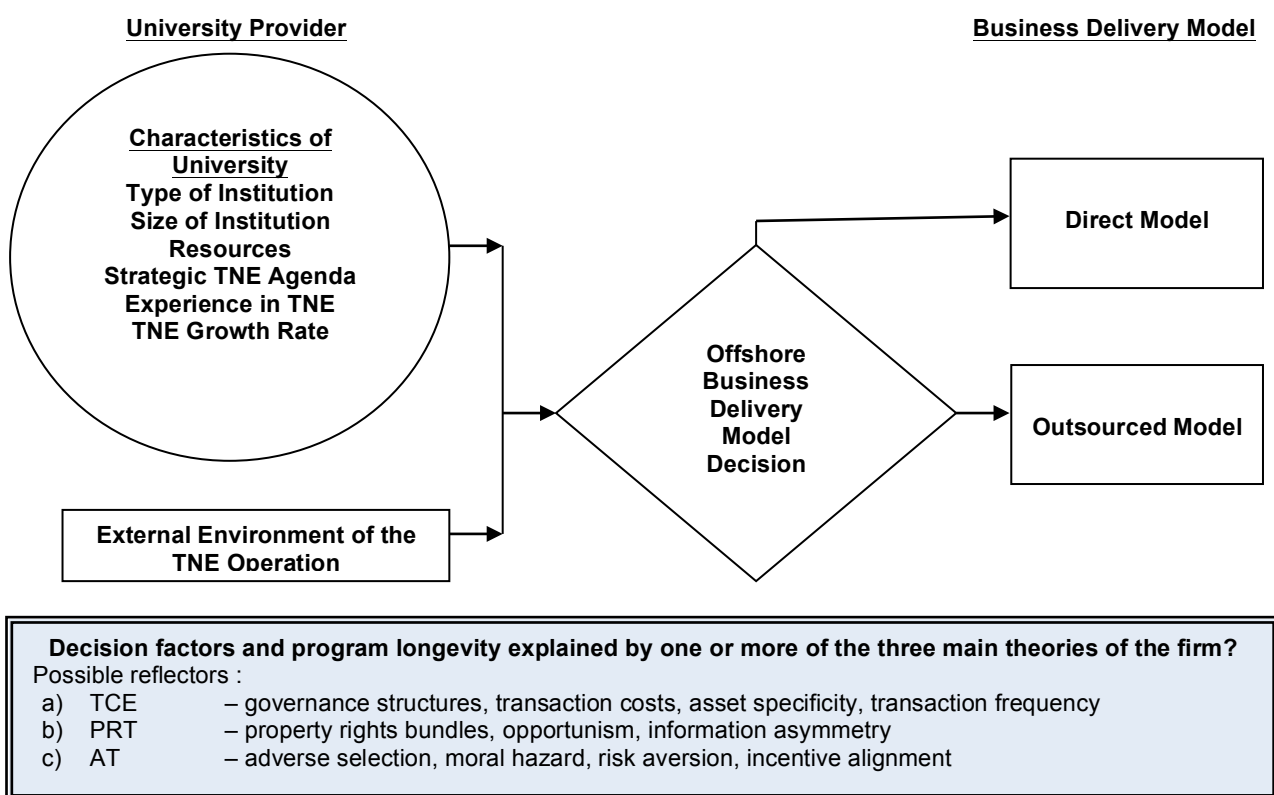 University Provider
Business Delivery Model
Characteristics of
University
Type of Institution
Size of Institution
Resources
Strategic TNE Agenda
Experience in TNE
TNE Growth Rate
External Environment of the
TNE Operation
Offshore
Business
Delivery
Model
Decision
Direct Model
Outsourced Model
Decision factors and program longevity explained by one or more of the three main theories of the firm?
Possible reflectors :
a) TCE – governance structures, transaction costs, asset specificity, transaction frequency
b) PRT – property rights bundles, opportunism, information asymmetry
c) AT – adverse selection, moral hazard, risk aversion, incentive alignment